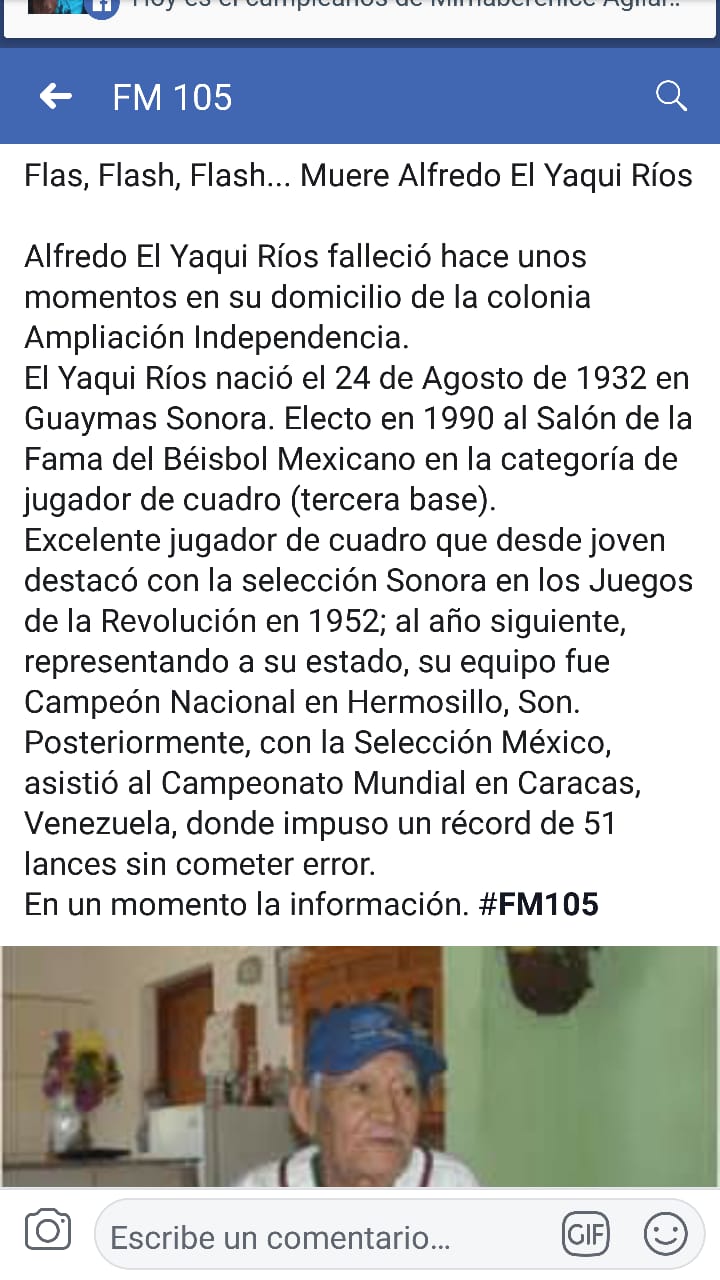 Hoy es el cumpleaños de
FM 105
Flas, Flash, Flash... Muere Alfredo El Yaqui Ríos
Alfredo El Yaqui Ríos falleció hace unos
momentos en su domicilio de la colonia
Ampliación Independencia.
El Yaqui Ríos nació el 24 de Agosto de 1932 en
Guaymas Sonora. Electo en 1990 al Salón de la
Fama del Béisbol Mexicano en la categoría de
jugador de cuadro (tercera base).
Excelente jugador de cuadro que desde joven
destacó con la selección Sonora en los Juegos
de la Revolución en 1952; al año siguiente,
representando a su estado, su equipo fue
Campeón Nacional en Hermosillo, Son.
Posteriormente, con la Selección México,
asistió al Campeonato Mundial en Caracas,
Venezuela, donde impuso un récord de 51
lances sin cometer error.
En un momento la información. #FM105
Escribe un comentario...
GIF